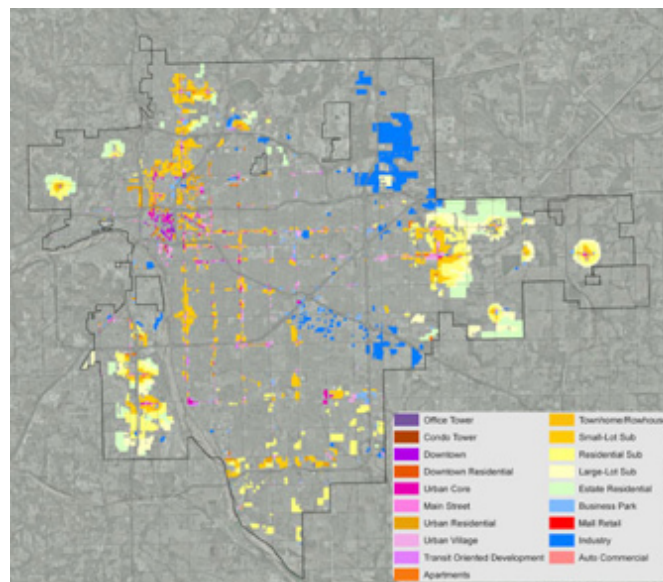 Office Tower
Condo Tower
Downtown
Downtown Residential
Urban Core
Main Street
Urban Residential
Urban Village
Transit Oriented Development
Apartments
Townhome/Rowhouse
Small-Lot Sub
Residential Sub
Large-Lot Sub
Estate Residential
Business Park
Mall Retail
Industry
Auto Commercial